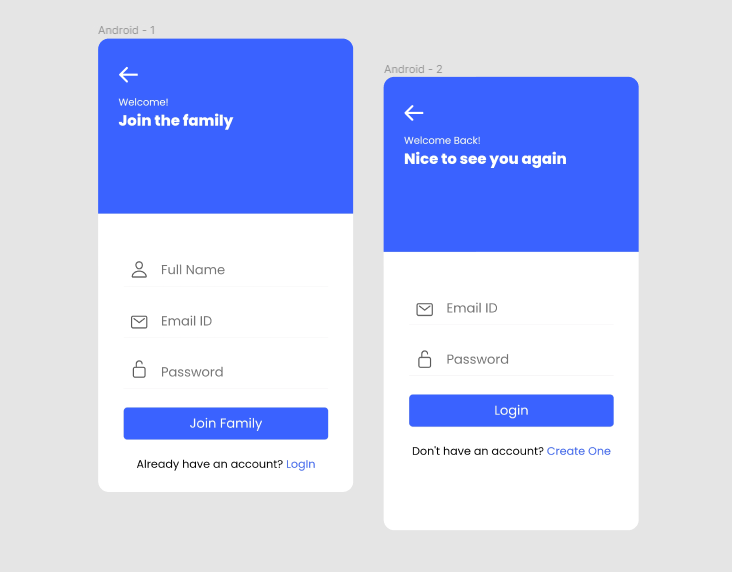 Android - 1
Welcome!
Join the family
Full Name
Email ID
Password
Join Family
Already have an account? LogIn
Android - 2
Welcome Back!
Nice to see you again
Email ID
Password
Login
Don't have an account? Create One